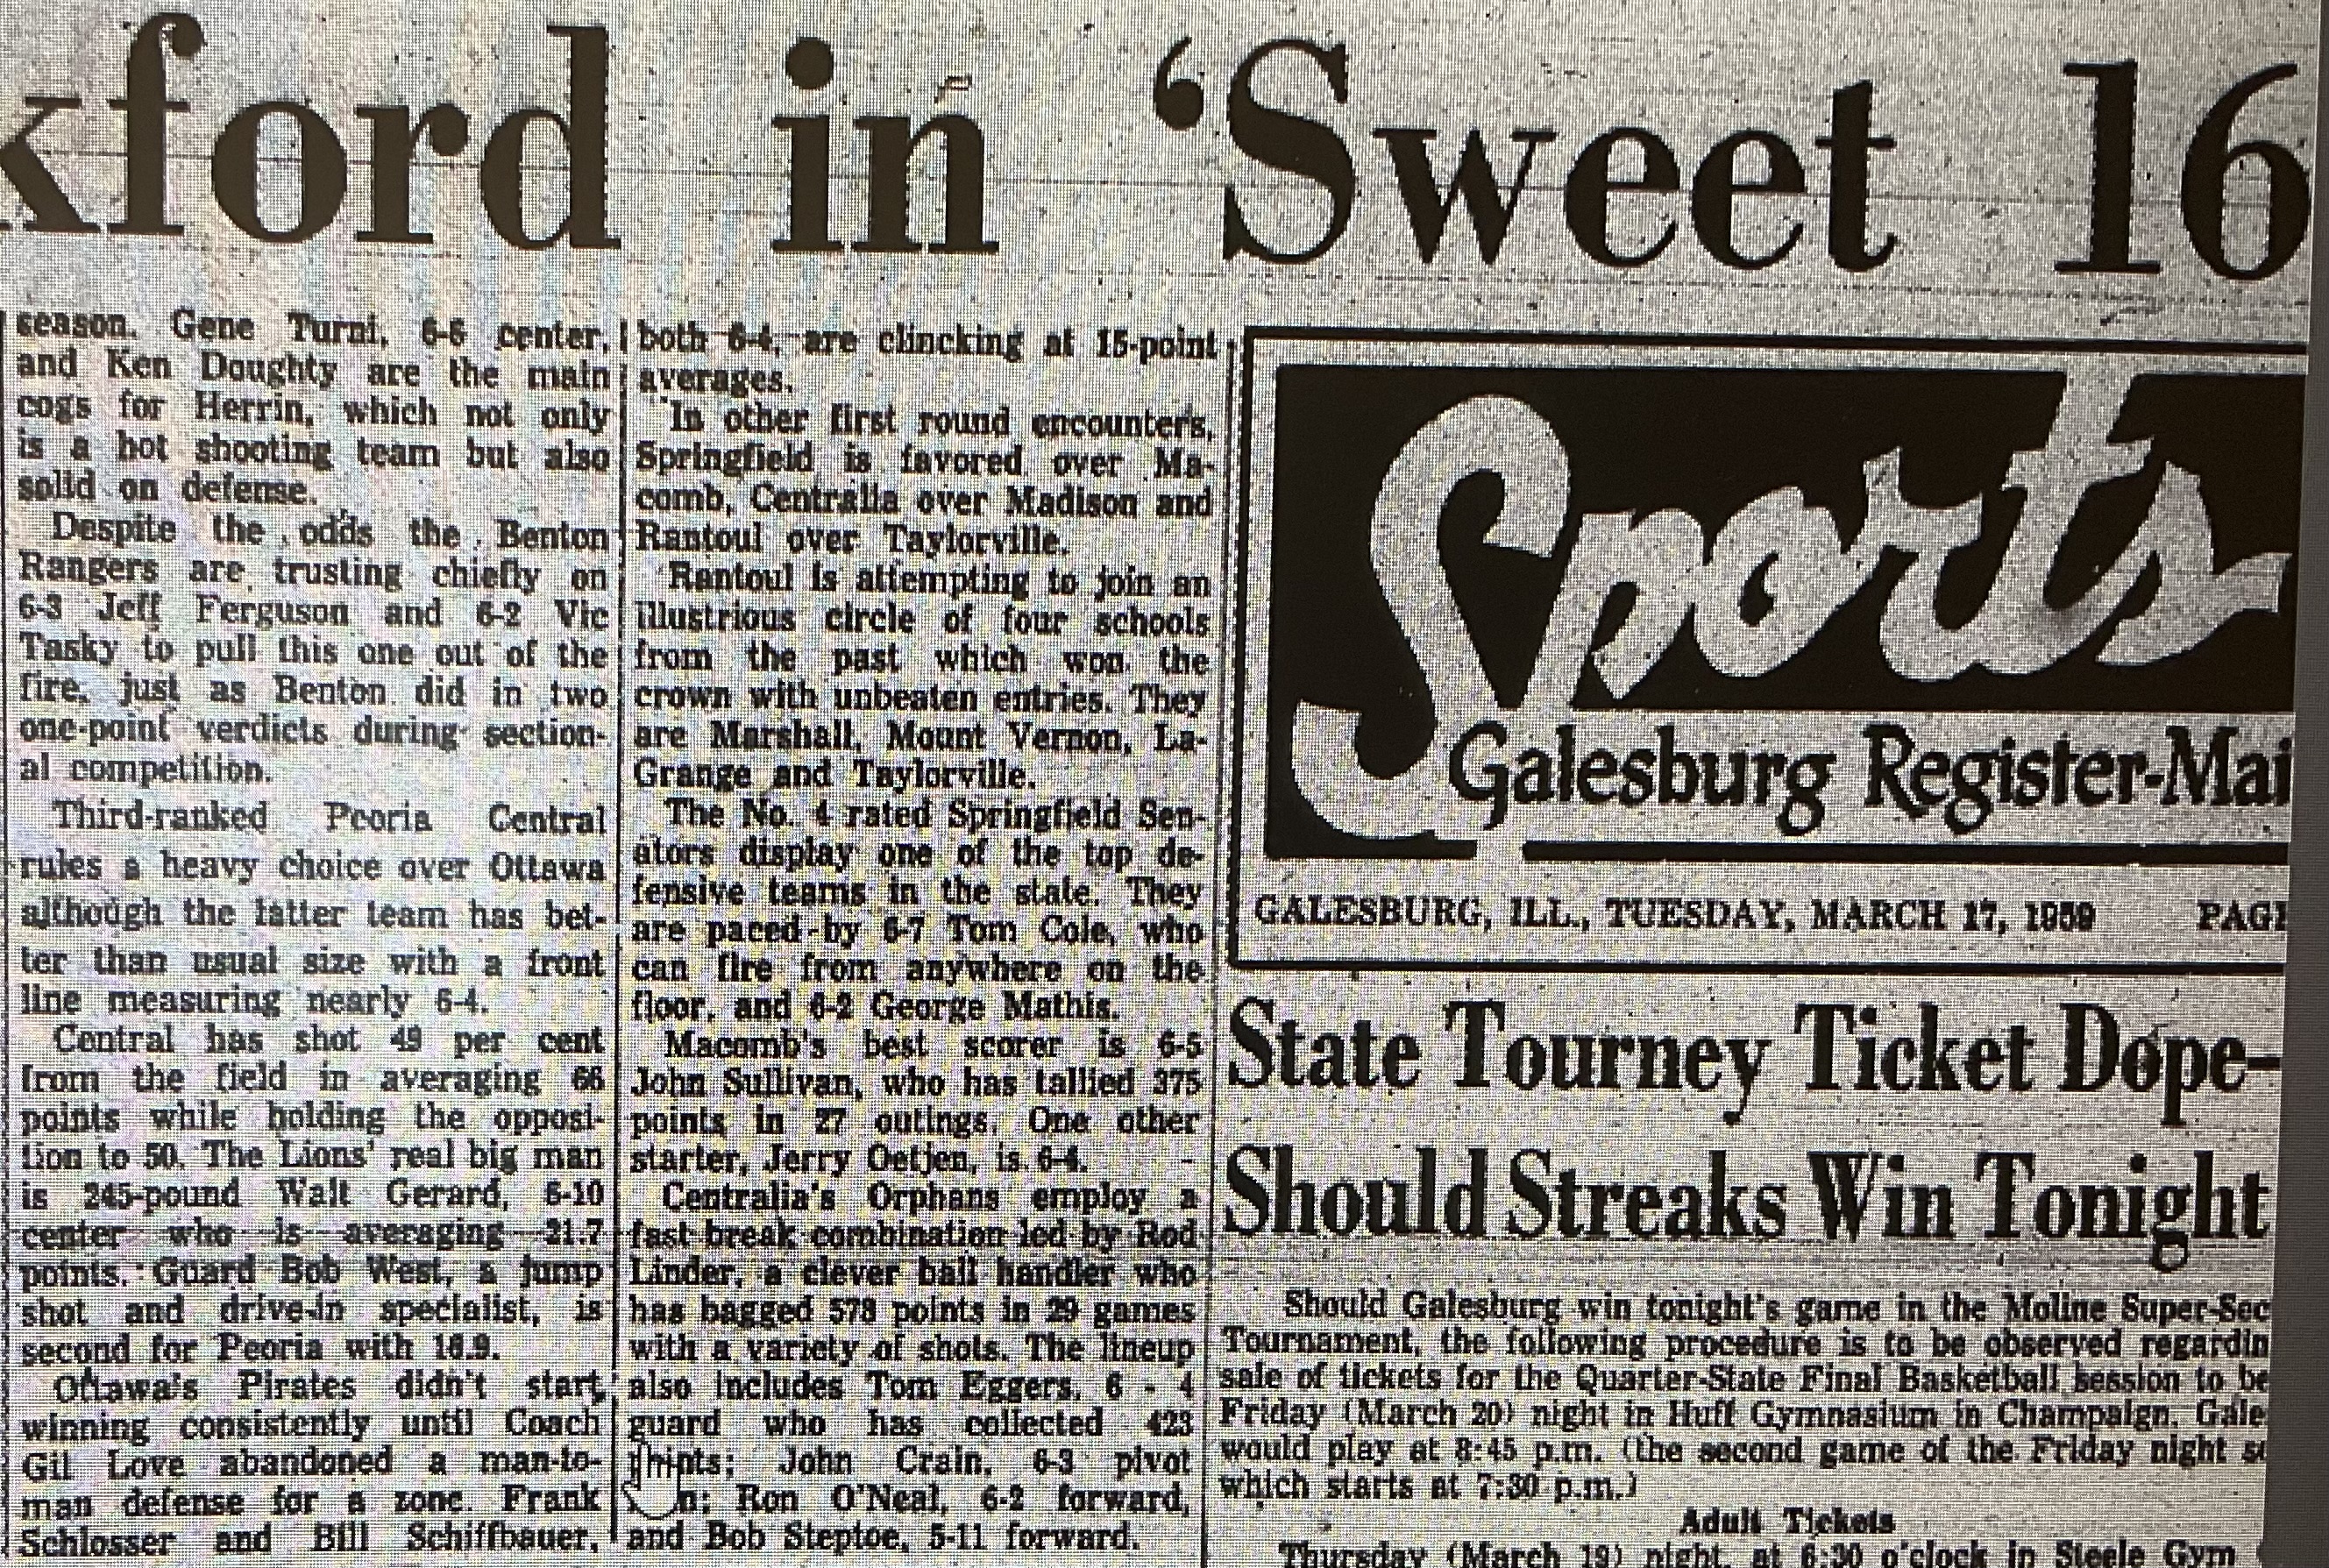 kford in ‘Sweet 16
season. Gene Turni, 6-6 center,
and Ken Doughty are the main
cogs for Herrin, which not only
is a hot shooting team but also
solid on defense.
Despite the odds the Benton
Rangers are trusting chiefly on
6-3 Jeff Ferguson and 6-2 Vic
Tasky to pull this one out of the
fire, just as Benton did in two
one-point verdicts during section-
al competition.
Third-ranked Peoria Central
rules a heavy choice over Ottawa
although the latter team has bet-
ter than usual size with a front
line measuring nearly 6-4.
Central has shot 49 per cent
from the field in averaging 66
points while holding the opposi-
tion to 50. The Lions' real big man
is 245-pound Walt Gerard, 6-10
center who is averaging 21.7
points. Guard Bob West, a jump
shot and drive-in specialist, is
second for Peoria with 16.9.
Ottawa's Pirates didn't start
winning consistently until Coach
Gil Love abandoned a man-to-
man defense for a zone. Frank
Schlosser and Bill Schiffbauer,
both 6-4, are clincking at 15-point
averages.
In other first round encounters,
Springfield is favored over Ma-
comb, Centralia over Madison and
Rantoul over Taylorville.
Rantoul is attempting to join an
illustrious circle of four schools
from the past which won the
crown with unbeaten entries. They
are Marshall, Mount Vernon, La-
Grange and Taylorville.
The No. 4 rated Springfield Sen-
ators display one of the top de-
fensive teams in the state. They
are paced by 6-7 Tom Cole, who
can fire from anywhere on the
floor, and 6-2 George Mathis.
Macomb's best scorer is 6-5
John Sullivan, who has tallied 375
points in 27 outings. One other
starter, Jerry Oetjen, is 6-4.
Centralia's Orphans employ a
fast-break combination led by Rod
Linder, a clever ball handler who
has bagged 578 points in 29 games
with a variety of shots. The lineup
also includes Tom Eggers, 6 - 4
guard who has collected 423
John Crain, 6-3 pivot
Ron O'Neal, 6-2 forward,
and Bob Steptoe, 5-11 forward.
Sports
Galesburg Register-Mai
GALESBURG, ILL., TUESDAY, MARCH 17, 1959 PAGE
State Tourney Ticket Dope-
Should Streaks Win Tonight
Should Galesburg win tonight's game in the Moline Super-Sec
Tournament, the following procedure is to be observed regardin
sale of tickets for the Quarter-State Final Basketball session to be
Friday (March 20) night in Huff Gymnasium in Champaign. Gale
would play at 8:45 p.m. (the second game of the Friday night se
which starts at 7:30 p.m.)
Adult Tickets
Thursday (March 19) night, at 6:30 o'clock in Steele Gym